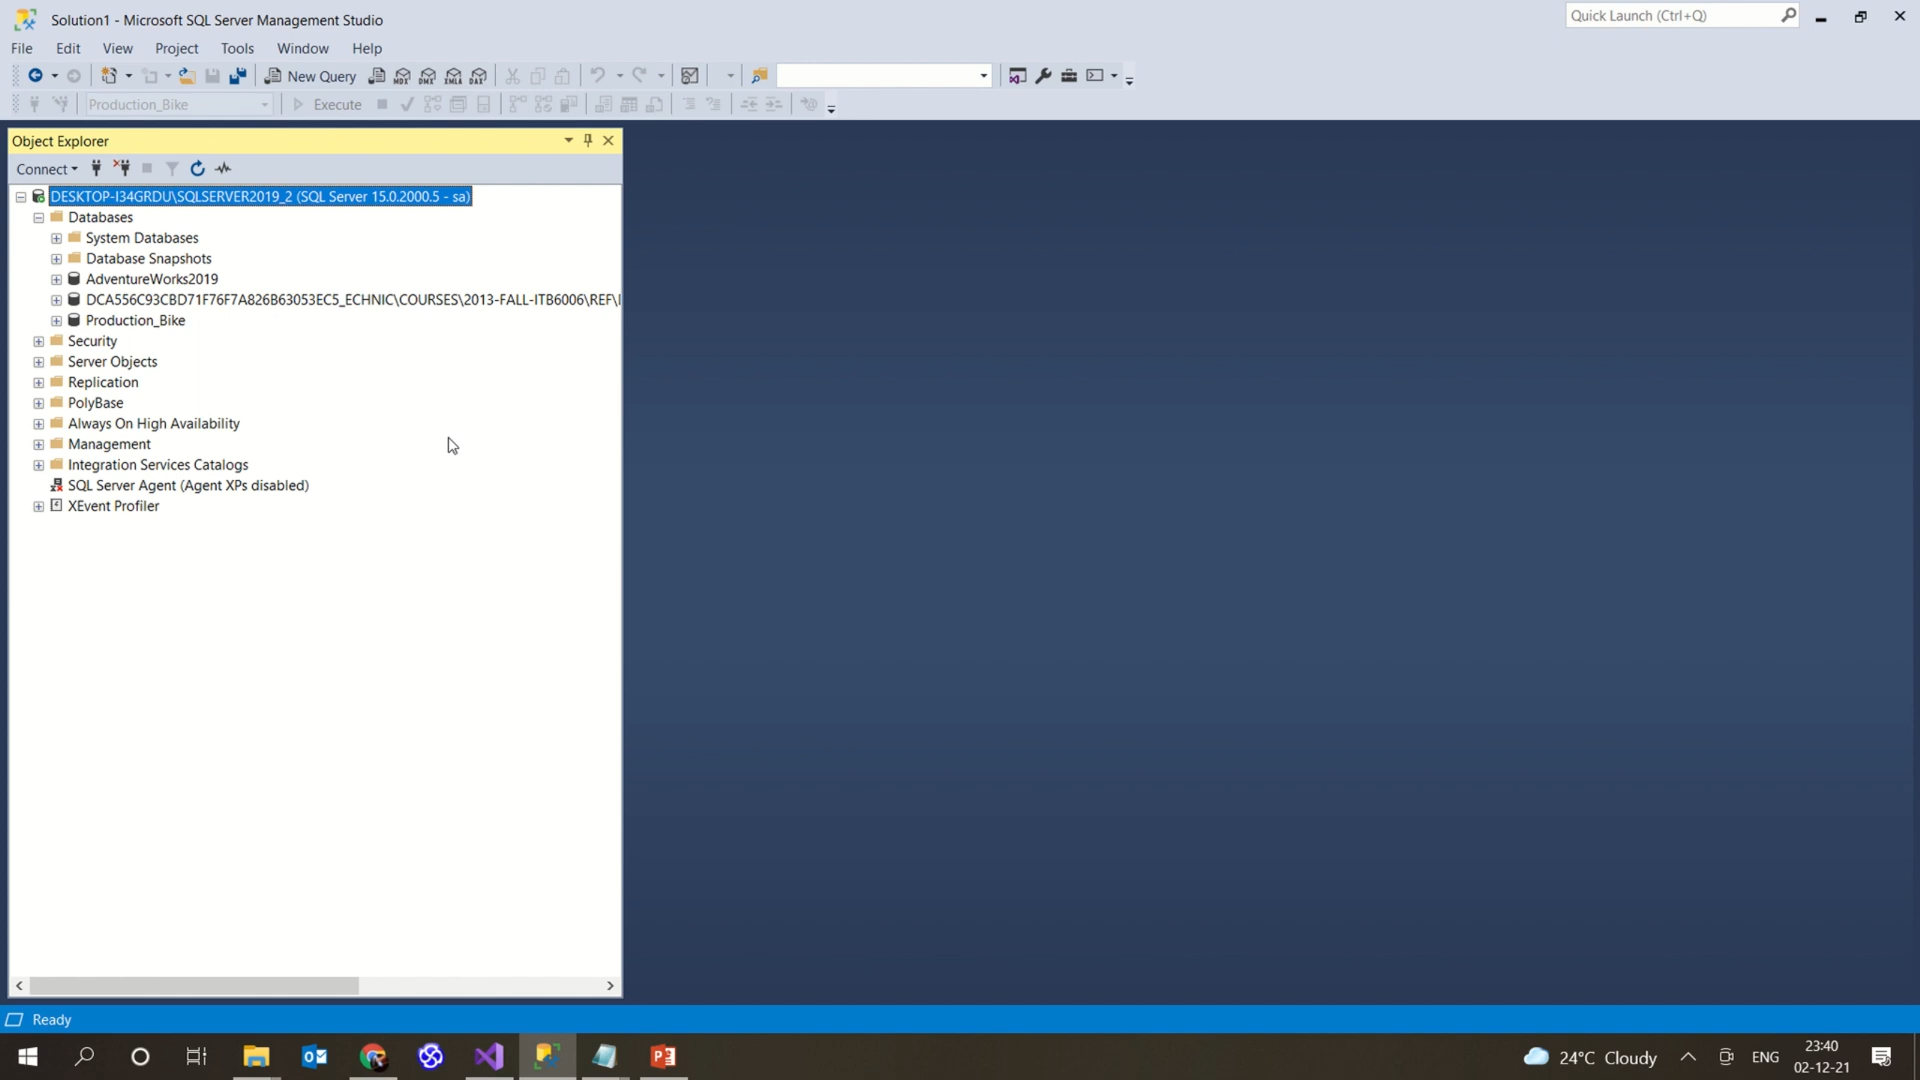 Solution1 - Microsoft SQL Server Management Studio
Quick Launch (Ctrl+Q)
File Edit View Project Tools Window Help
New Query MDX DMX XMLA DAX
Production_Bike Execute
Object Explorer
Connect
DESKTOP-I34GRDU\SQLSERVER2019_2 (SQL Server 15.0.2000.5 - sa)
Databases
System Databases
Database Snapshots
AdventureWorks2019
DCA556C93CBD71F76F7A826B63053EC5_ECHNIC\COURSES\2013-FALL-ITB6006\REF\
Production_Bike
Security
Server Objects
Replication
PolyBase
Always On High Availability
Management
Integration Services Catalogs
SQL Server Agent (Agent XPs disabled)
XEvent Profiler
Ready
24°C Cloudy
ENG
23:40
02-12-21